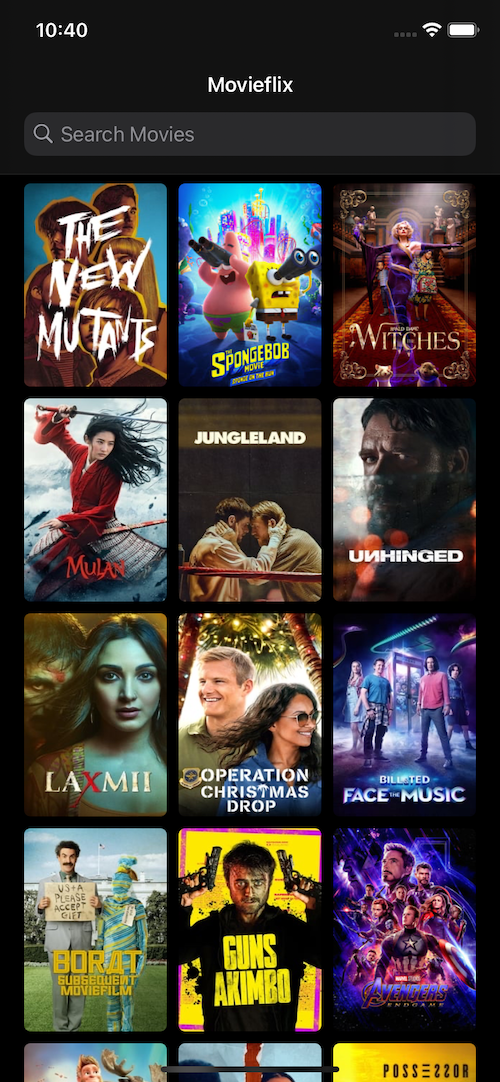 10:40
Movieflix
Search Movies
THE
NEW
MUTANTS
THE
SPONGEBOB
MOVIE
SPONGE ON THE RUN
ROALD DAHL'S
WITCHES
MULAN
JUNGLELAND
UNHINGED
LAXMII
OPERATION
CHRISTMAS
DROP
BILL & TED
FACE THE MUSIC
US+A
PLEASE
ACCEPT
GIFT
BORAT
SUBSEQUENT
MOVIEFILM
GUNS
AKIMBO
MARVEL STUDIOS
AVENGERS
ENDGAME
POSSESSOR